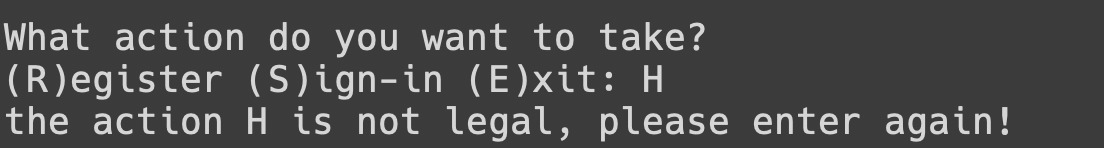 What action do you want to take?
(R)egister (S)ign-in (E)xit: H
the action H is not legal, please enter again!